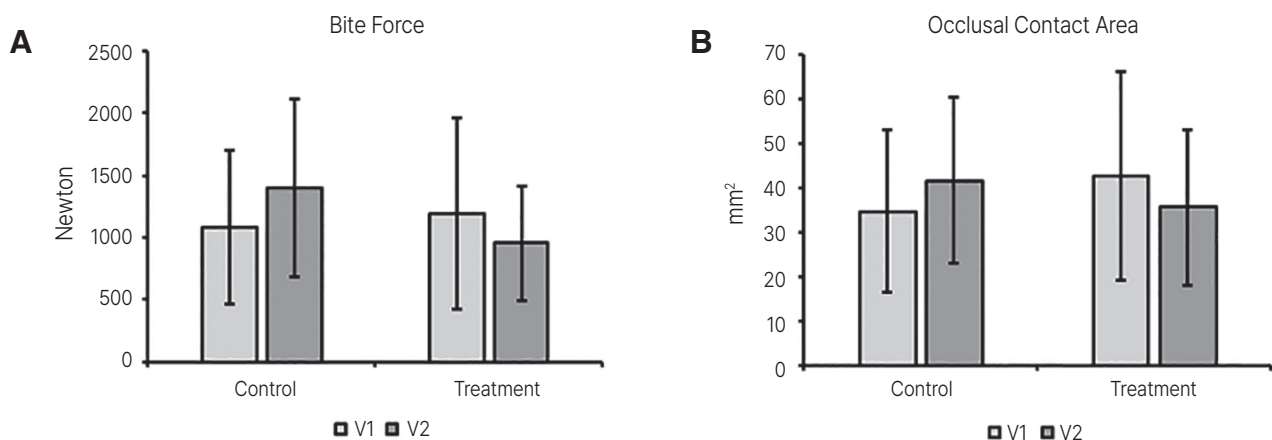 A
Bite Force
2500
2000
1500
1000
500
0
Newton
Control
Treatment
V1 V2
B
Occlusal Contact Area
70
60
50
40
30
20
10
0
mm²
Control
Treatment
V1 V2